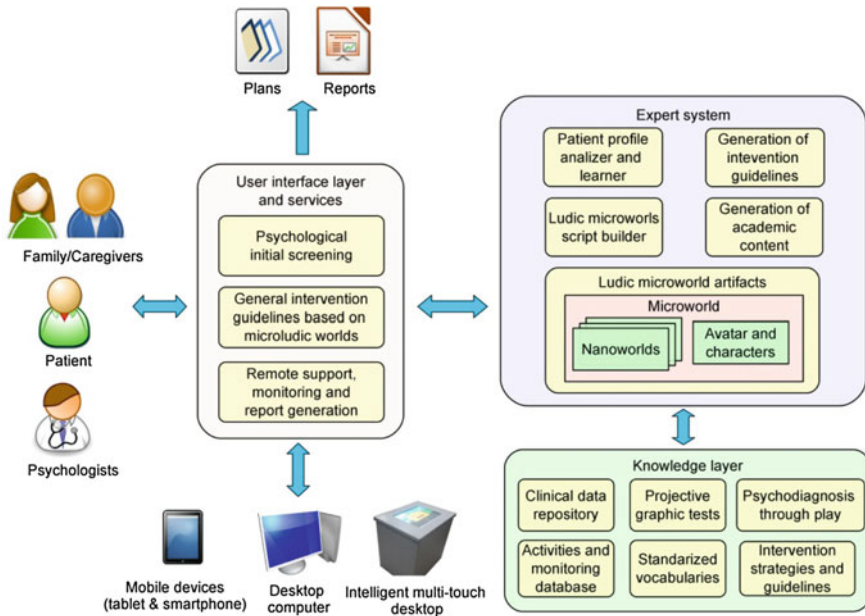 Plans
Reports
Family/Caregivers
Patient
Psychologists
User interface layer
and services
Psychological
initial screening
General intervention
guidelines based on
microludic worlds
Remote support,
monitoring and
report generation
Mobile devices
(tablet & smartphone)
Desktop
computer
Intelligent multi-touch
desktop
Expert system
Patient profile
analizer and
learner
Generation of
intevention
guidelines
Ludic microworls
script builder
Generation of
academic
content
Ludic microworld artifacts
Microworld
Nanoworlds
Avatar and
characters
Knowledge layer
Clinical data
repository
Projective
graphic tests
Psychodiagnosis
through play
Activities and
monitoring
database
Standarized
vocabularies
Intervention
strategies and
guidelines